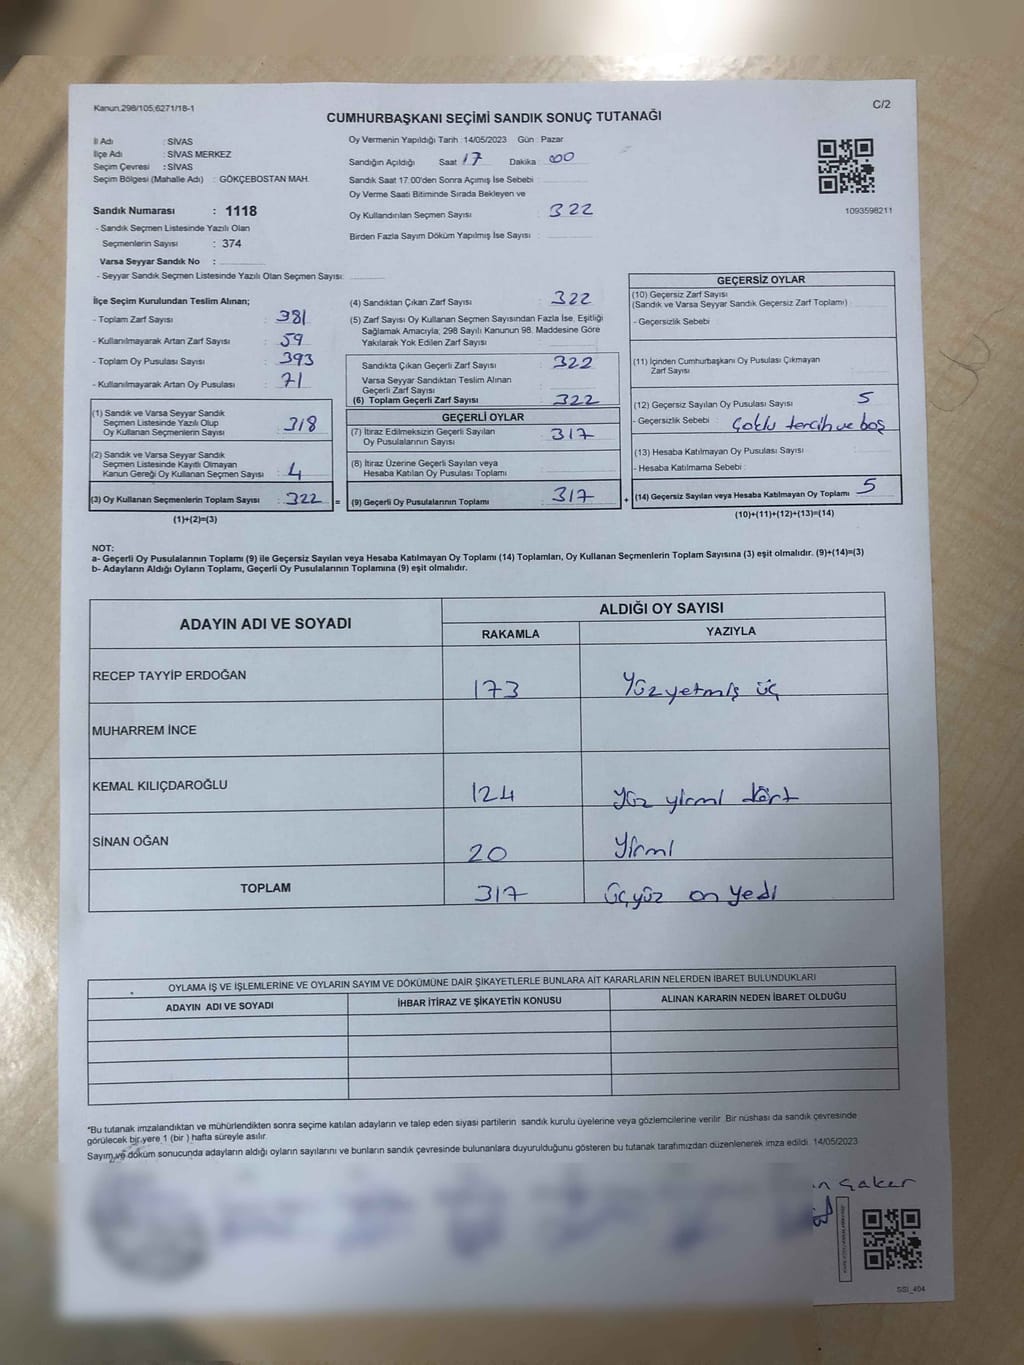 Kanun.298/105,6271/18-1
C/2
CUMHURBAŞKANI SEÇİMİ SANDIK SONUÇ TUTANAĞI
İl Adı : SİVAS
İlçe Adı : SİVAS MERKEZ
Seçim Çevresi : SİVAS
Seçim Bölgesi (Mahalle Adı) : GÖKÇEBOSTAN MAH.
Sandık Numarası : 1118
- Sandık Seçmen Listesinde Yazılı Olan
Seçmenlerin Sayısı : 374
Varsa Seyyar Sandık No :
- Seyyar Sandık Seçmen Listesinde Yazılı Olan Seçmen Sayısı:
Oy Vermenin Yapıldığı Tarih :14/05/2023 Gün : Pazar
Sandığın Açıldığı Saat 17 Dakika 00
Sandık Saat 17:00'den Sonra Açımış İse Sebebi :
Oy Verme Saati Bitiminde Sırada Bekleyen ve
Oy Kullandırılan Seçmen Sayısı : 322
Birden Fazla Sayım Döküm Yapılmış İse Sayısı :
1093598211
İlçe Seçim Kurulundan Teslim Alınan;
- Toplam Zarf Sayısı : 381
- Kullanılmayarak Artan Zarf Sayısı : 59
- Toplam Oy Pusulası Sayısı : 393
- Kullanılmayarak Artan Oy Pusulası : 71
(1) Sandık ve Varsa Seyyar Sandık
Seçmen Listesinde Yazılı Olup
Oy Kullanan Seçmenlerin Sayısı : 318
(2) Sandık ve Varsa Seyyar Sandık
Seçmen Listesinde Kayıtlı Olmayan
Kanun Gereği Oy Kullanan Seçmen Sayısı : 4
(3) Oy Kullanan Seçmenlerin Toplam Sayısı : 322 =
(1)+(2)=(3)
(4) Sandıktan Çıkan Zarf Sayısı : 322
(5) Zarf Sayısı Oy Kullanan Seçmen Sayısından Fazla İse, Eşitliği
Sağlamak Amacıyla; 298 Sayılı Kanunun 98. Maddesine Göre
Yakılarak Yok Edilen Zarf Sayısı :
Sandıkta Çıkan Geçerli Zarf Sayısı : 322
Varsa Seyyar Sandıktan Teslim Alınan
Geçerli Zarf Sayısı :
(6) Toplam Geçerli Zarf Sayısı : 322
GEÇERLİ OYLAR
(7) İtiraz Edilmeksizin Geçerli Sayılan
Oy Pusulalarının Sayısı : 317
(8) İtiraz Üzerine Geçerli Sayılan veya
Hesaba Katılan Oy Pusulası Toplamı :
(9) Geçerli Oy Pusulalarının Toplamı : 317 +
GEÇERSİZ OYLAR
(10) Geçersiz Zarf Sayısı
(Sandık ve Varsa Seyyar Sandık Geçersiz Zarf Toplamı) :
- Geçersizlik Sebebi :
(11) İçinden Cumhurbaşkanı Oy Pusulası Çıkmayan
Zarf Sayısı :
(12) Geçersiz Sayılan Oy Pusulası Sayısı : 5
- Geçersizlik Sebebi : Çoklu tercih ve boş
(13) Hesaba Katılmayan Oy Pusulası Sayısı :
- Hesaba Katılmama Sebebi :
(14) Geçersiz Sayılan veya Hesaba Katılmayan Oy Toplamı : 5
(10)+(11)+(12)+(13)=(14)
NOT:
a- Geçerli Oy Pusulalarının Toplamı (9) ile Geçersiz Sayılan veya Hesaba Katılmayan Oy Toplamı (14) Toplamları, Oy Kullanan Seçmenlerin Toplam Sayısına (3) eşit olmalıdır. (9)+(14)=(3)
b- Adayların Aldığı Oyların Toplamı, Geçerli Oy Pusulalarının Toplamına (9) eşit olmalıdır.
ADAYIN ADI VE SOYADI ALDIĞI OY SAYISI
RAKAMLA YAZIYLA
RECEP TAYYİP ERDOĞAN 173 Yüzyetmiş üç
MUHARREM İNCE
KEMAL KILIÇDAROĞLU 124 Yüz yirmi dört
SİNAN OĞAN 20 Yirmi
TOPLAM 317 Üçyüz on yedi
OYLAMA İŞ VE İŞLEMLERİNE VE OYLARIN SAYIM VE DÖKÜMÜNE DAİR ŞİKAYETLERLE BUNLARA AİT KARARLARIN NELERDEN İBARET BULUNDUKLARI
ADAYIN ADI VE SOYADI İHBAR İTİRAZ VE ŞİKAYETİN KONUSU ALINAN KARARIN NEDEN İBARET OLDUĞU
*Bu tutanak imzalandıktan ve mühürlendikten sonra seçime katılan adayların ve talep eden siyasi partilerin sandık kurulu üyelerine veya gözlemcilerine verilir. Bir nüshası da sandık çevresinde
görülecek bir yere 1 (bir) hafta süreyle asılır.
Sayım ve döküm sonucunda adayların aldığı oyların sayılarını ve bunların sandık çevresinde bulunanlara duyurulduğunu gösteren bu tutanak tarafımızdan düzenlenerek imza edildi. 14/05/2023
SSİ_404